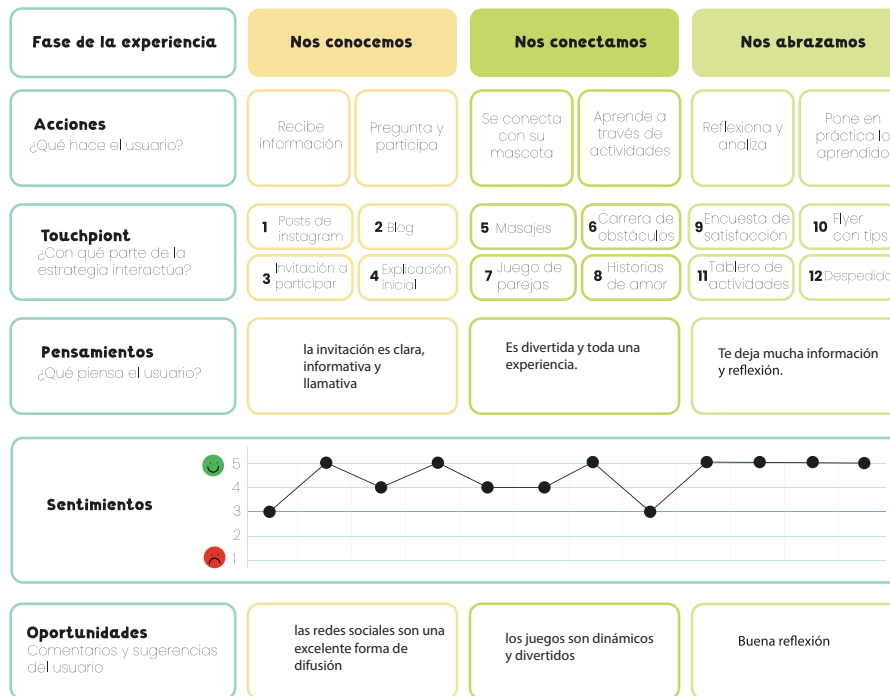 Fase de la experiencia
Nos conocemos
Nos conectamos
Nos abrazamos
Acciones
¿Qué hace el usuario?
Recibe
información
Pregunta y
participa
Se conecta
con su
mascota
Aprende a
través de
actividades
Reflexiona y
analiza
Pone en
práctica lo
aprendido
Touchpiont
¿Con qué parte de la
estrategia interactúa?
1 Posts de
instagram
2 Blog
3 Invitación a
participar
4 Explicación
inicial
5 Masajes
6 Carrera de
obstáculos
7 Juego de
parejas
8 Historias
de amor
9 Encuesta de
satisfacción
10 Flyer
con tips
11 Tablero de
actividades
12 Despedida
Pensamientos
¿Qué piensa el usuario?
la invitación es clara,
informativa y
llamativa
Es divertida y toda una
experiencia.
Te deja mucha información
y reflexión.
Sentimientos
5
4
3
2
1
Oportunidades
Comentarios y sugerencias
del usuario
las redes sociales son una
excelente forma de
difusión
los juegos son dinámicos
y divertidos
Buena reflexión